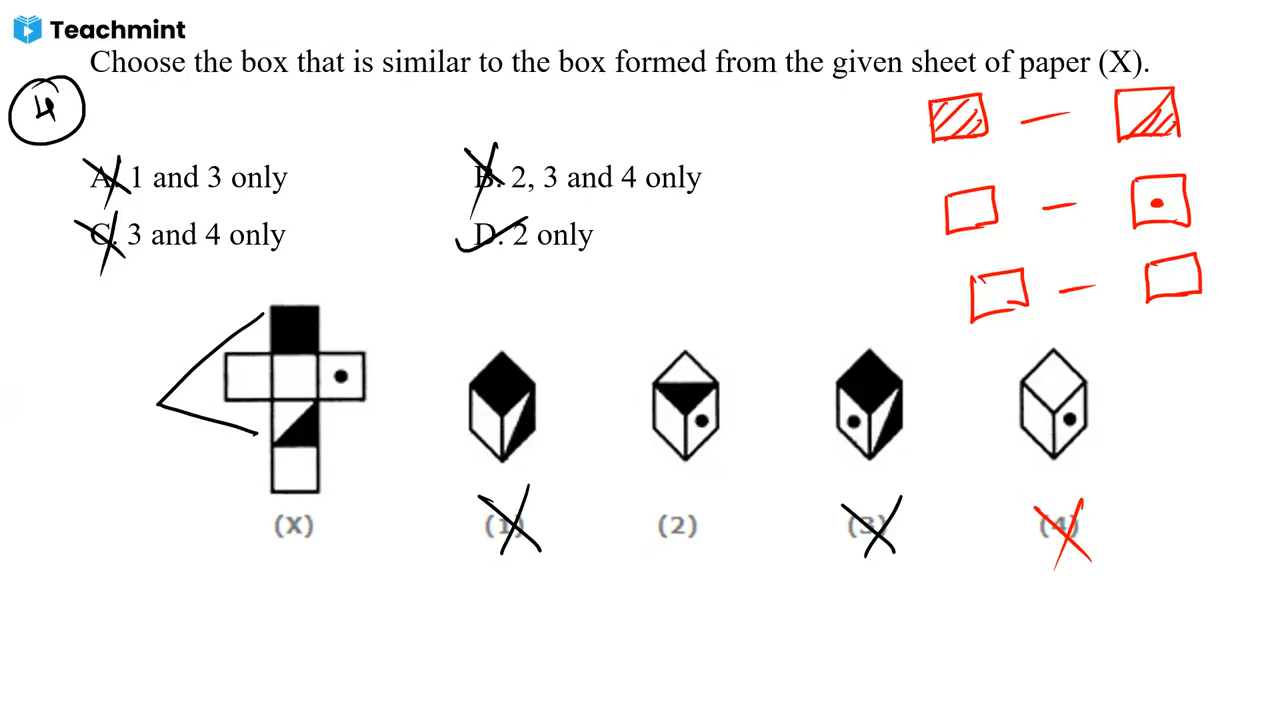 Teachmint
Choose the box that is similar to the box formed from the given sheet of paper (X).
4
A. 1 and 3 only
B. 2, 3 and 4 only
C. 3 and 4 only
D. 2 only
(X) (1) (2) (3) (4)